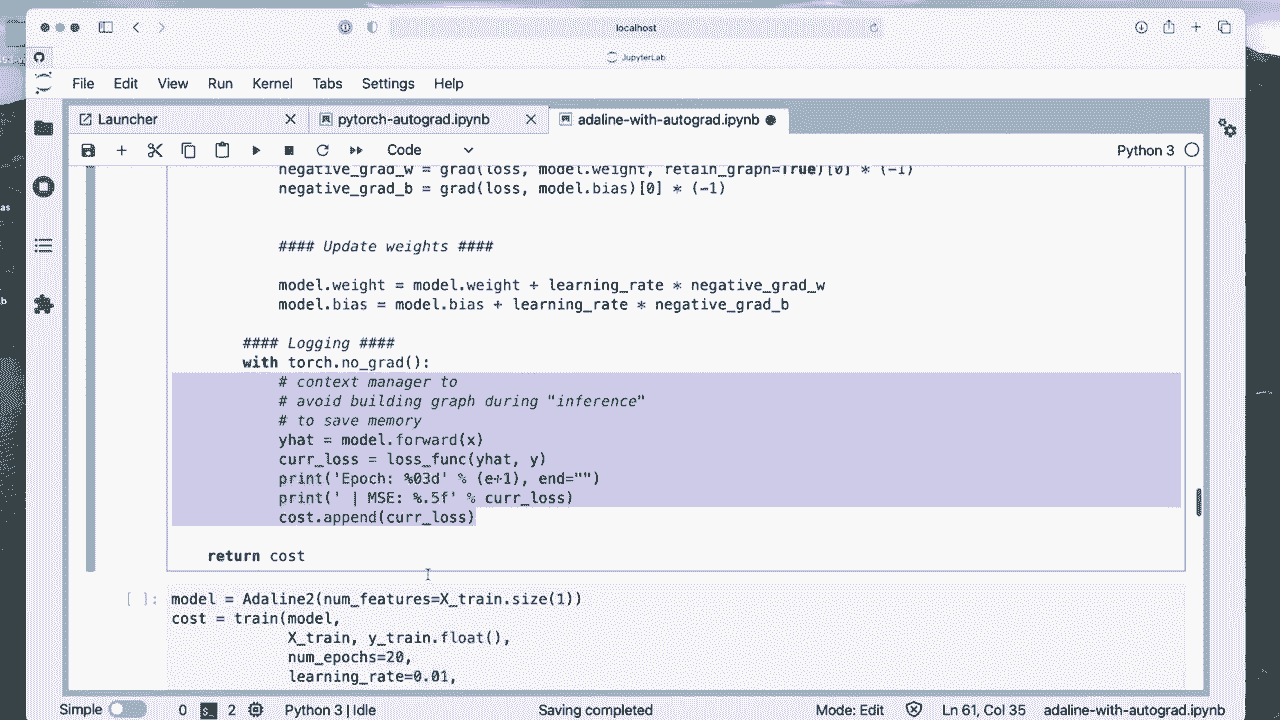 localhost
JupyterLab
File Edit View Run Kernel Tabs Settings Help
Launcher pytorch-autograd.ipynb adaline-with-autograd.ipynb
Code Python 3
negative_grad_w = grad(loss, model.weight, retain_graph=True)[0] * (-1)
negative_grad_b = grad(loss, model.bias)[0] * (-1)
#### Update weights ####
model.weight = model.weight + learning_rate * negative_grad_w
model.bias = model.bias + learning_rate * negative_grad_b
#### Logging ####
with torch.no_grad():
# context manager to
# avoid building graph during "inference"
# to save memory
yhat = model.forward(x)
curr_loss = loss_func(yhat, y)
print('Epoch: %03d' % (e+1), end="")
print(' | MSE: %.5f' % curr_loss)
cost.append(curr_loss)
return cost
[ ]: model = Adaline2(num_features=X_train.size(1))
cost = train(model,
X_train, y_train.float(),
num_epochs=20,
learning_rate=0.01,
Simple 0 2 Python 3 | Idle Saving completed Mode: Edit Ln 61, Col 35 adaline-with-autograd.ipynb